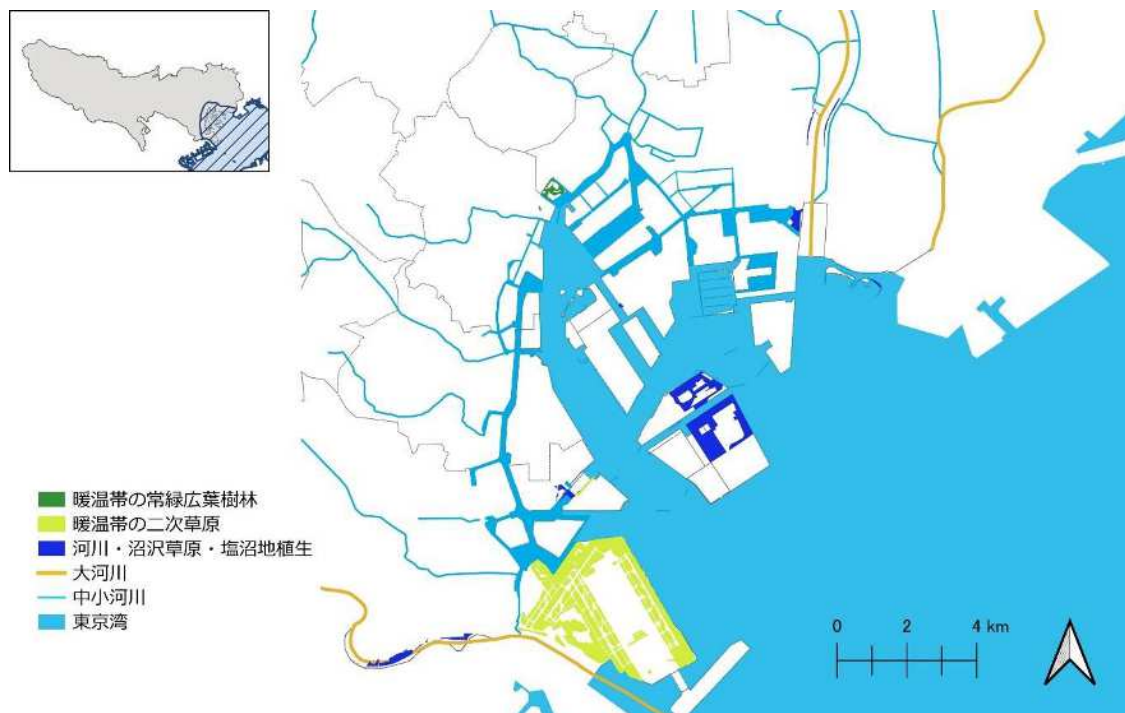 暖温帯の常緑広葉樹林
暖温帯の二次草原
河川・沼沢草原・塩沼地植生
大河川
中小河川
東京湾
0 2 4 km